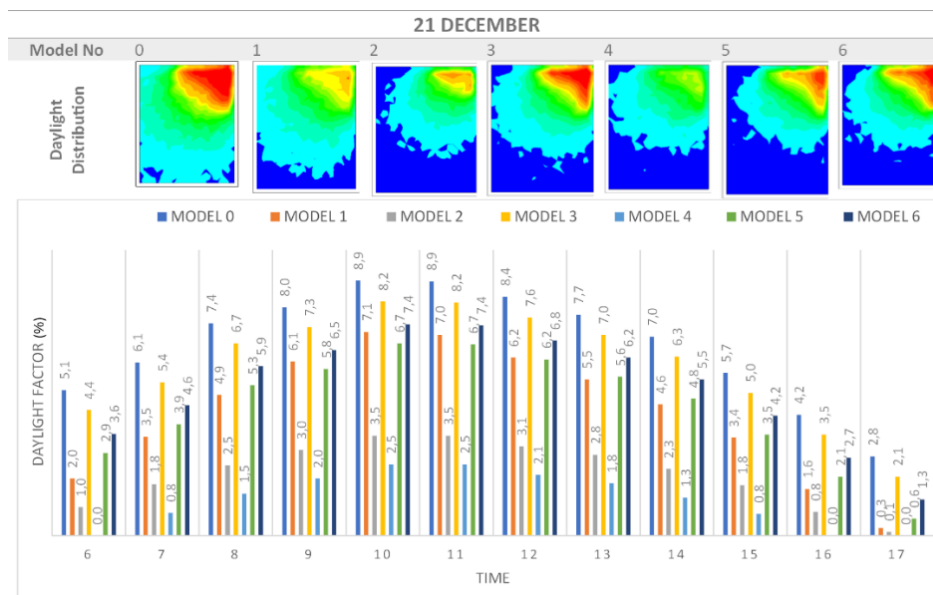 21 DECEMBER
Model No 0 1 2 3 4 5 6
Daylight
Distribution
MODEL 0 MODEL 1 MODEL 2 MODEL 3 MODEL 4 MODEL 5 MODEL 6
DAYLIGHT FACTOR (%)
5,1 2,0 1,0 4,4 0,0 2,9 3,6
6,1 3,5 1,8 5,4 0,8 3,9 4,6
7,4 4,9 2,5 6,7 1,5 5,3 5,9
8,0 6,1 3,0 7,3 2,0 5,8 6,5
8,9 7,1 3,5 8,2 2,5 6,7 7,4
8,9 7,0 3,5 8,2 2,5 6,7 7,4
8,4 6,2 3,1 7,6 2,1 6,2 6,8
7,7 5,5 2,8 7,0 1,8 5,6 6,2
7,0 4,6 2,3 6,3 1,3 4,8 5,5
5,7 3,4 1,8 5,0 0,8 3,5 4,2
4,2 1,6 0,8 3,5 0,0 2,1 2,7
2,8 0,3 0,1 2,1 0,0 0,6 1,3
6 7 8 9 10 11 12 13 14 15 16 17
TIME